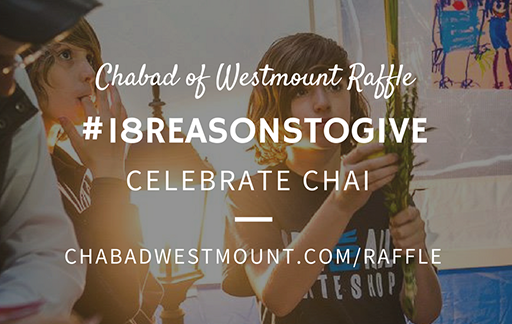 Chabad of Westmount Raffle
#18REASONSTOGIVE
CELEBRATE CHAI
CHABADWESTMOUNT.COM/RAFFLE